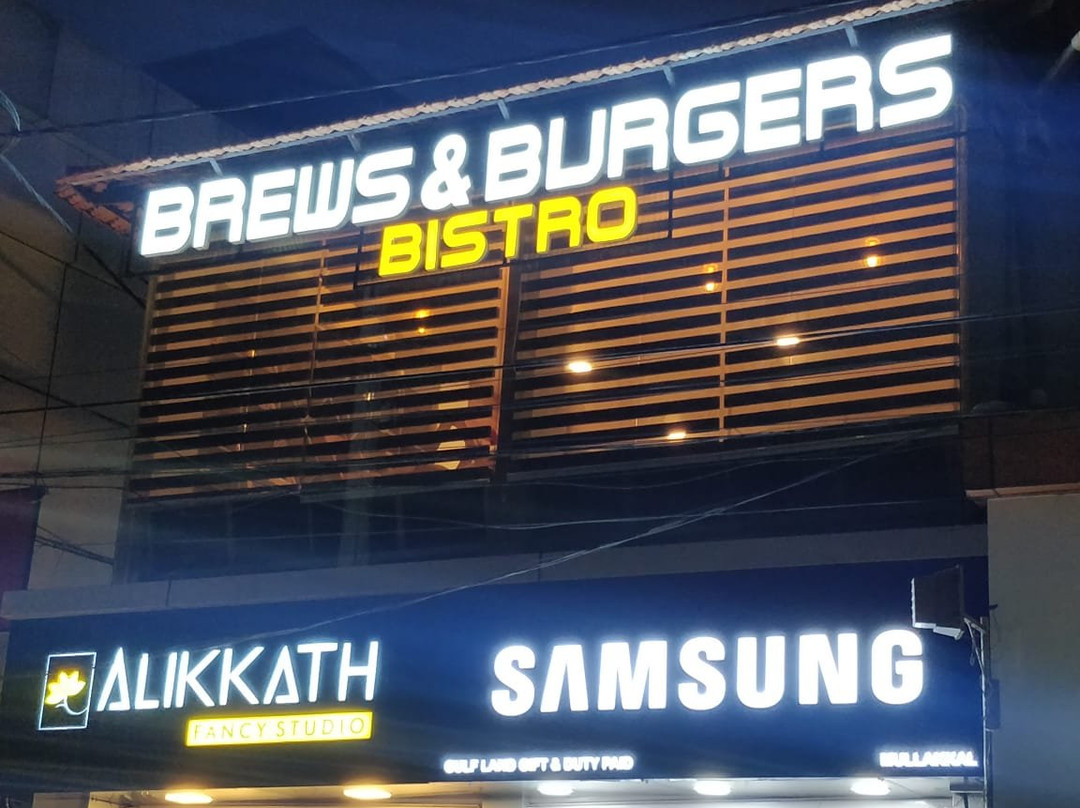 BREWS & BURGERS
BISTRO
ALIKKATH
FANCY STUDIO
SAMSUNG
GULF LAND GIFT & DUTY PAID
MULLAKKAL